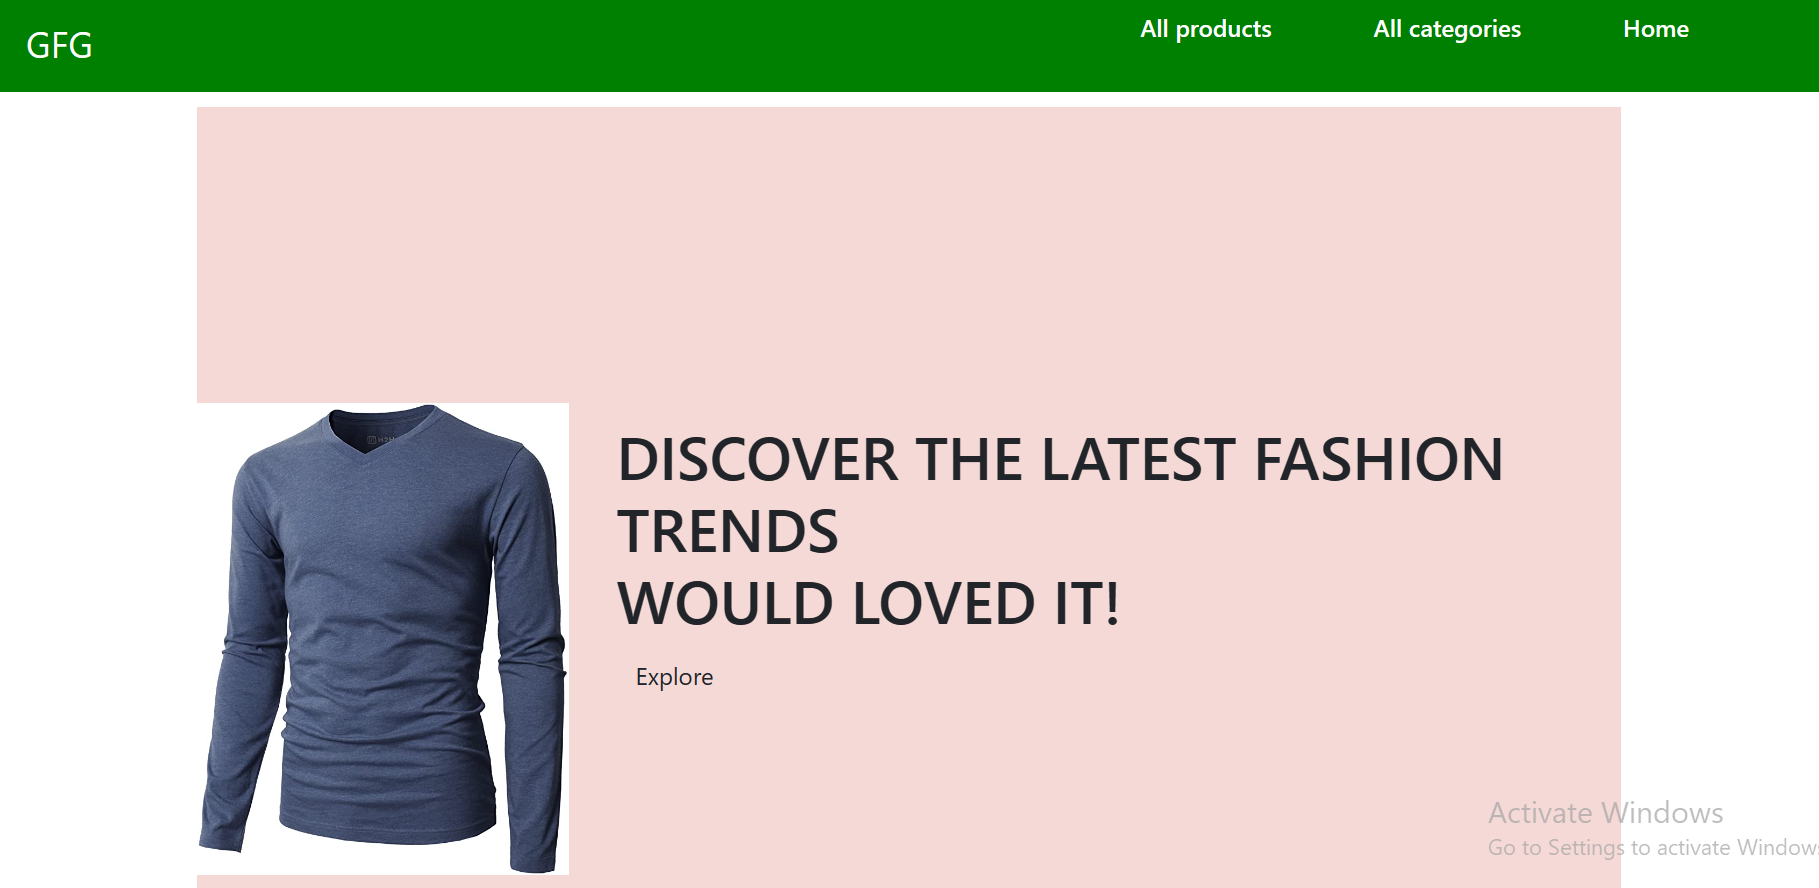 GFG
All products
All categories
Home
DISCOVER THE LATEST FASHION
TRENDS
WOULD LOVED IT!
Explore
Activate Windows
Go to Settings to activate Windows